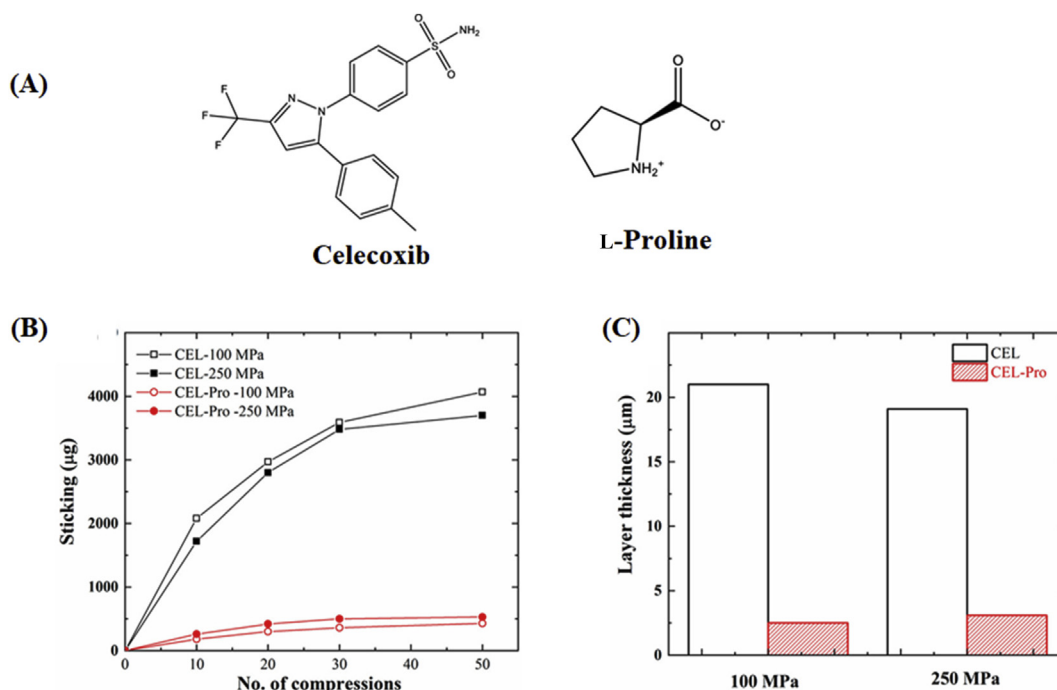 (A)
O
S
NH₂
O
F
F
F
N
N
Celecoxib
O
O⁻
NH₂⁺
L-Proline
(B)
CEL-100 MPa
CEL-250 MPa
CEL-Pro -100 MPa
CEL-Pro -250 MPa
Sticking (µg)
4000
3000
2000
1000
0
0 10 20 30 40 50
No. of compressions
(C)
CEL
CEL-Pro
Layer thickness (µm)
20
15
10
5
0
100 MPa 250 MPa